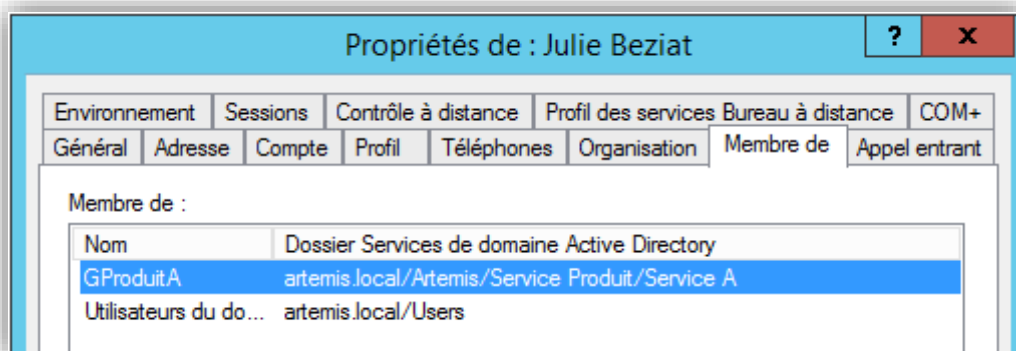 Propriétés de : Julie Beziat
? x
Environnement Sessions Contrôle à distance Profil des services Bureau à distance COM+
Général Adresse Compte Profil Téléphones Organisation Membre de Appel entrant
Membre de :
Nom Dossier Services de domaine Active Directory
GProduitA artemis.local/Artemis/Service Produit/Service A
Utilisateurs du do... artemis.local/Users